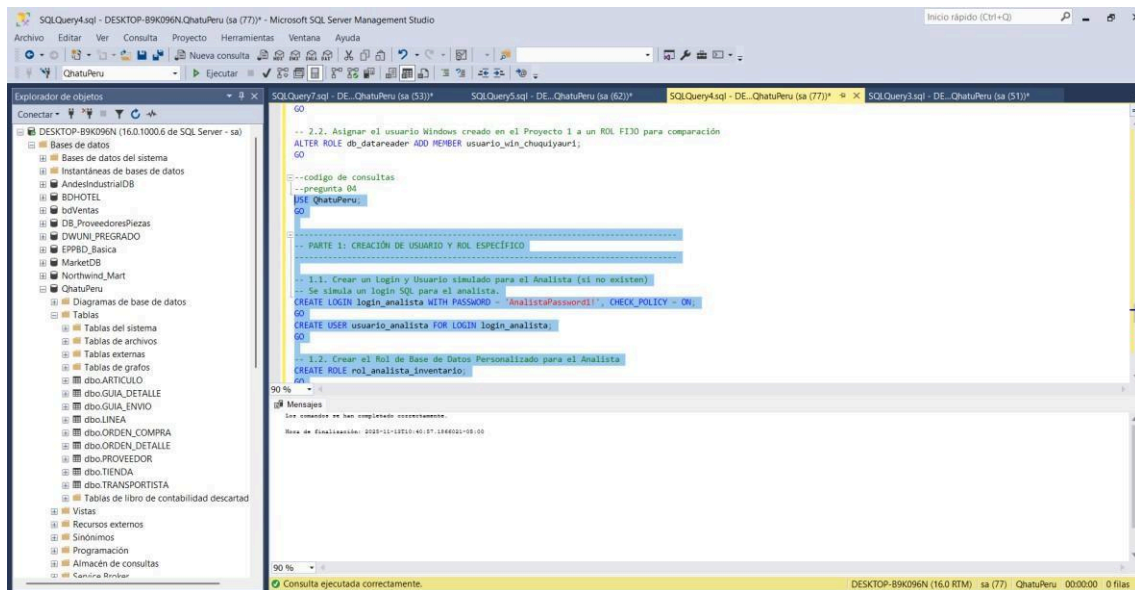 SQLQuery4.sql - DESKTOP-B9K096N.QhatuPeru (sa (77))* - Microsoft SQL Server Management Studio
Inicio rápido (Ctrl+Q)
Archivo Editar Ver Consulta Proyecto Herramientas Ventana Ayuda
Nueva consulta
QhatuPeru
Ejecutar
Explorador de objetos
Conectar
DESKTOP-B9K096N (16.0.1000.6 de SQL Server - sa)
Bases de datos
Bases de datos del sistema
Instantáneas de bases de datos
AndesIndustrialDB
BDHOTEL
bdVentas
DB_ProveedoresPiezas
DWUNI_PREGRADO
EPPBD_Basica
MarketDB
Northwind_Mart
QhatuPeru
Diagramas de base de datos
Tablas
Tablas del sistema
Tablas de archivos
Tablas externas
Tablas de grafos
dbo.ARTICULO
dbo.GUIA_DETALLE
dbo.GUIA_ENVIO
dbo.LINEA
dbo.ORDEN_COMPRA
dbo.ORDEN_DETALLE
dbo.PROVEEDOR
dbo.TIENDA
dbo.TRANSPORTISTA
Tablas de libro de contabilidad descartad
Vistas
Recursos externos
Sinónimos
Programación
Almacén de consultas
Service Broker
SQLQuery7.sql - DE...QhatuPeru (sa (53))*
SQLQuery5.sql - DE...QhatuPeru (sa (62))*
SQLQuery4.sql - DE...QhatuPeru (sa (77))*
SQLQuery3.sql - DE...QhatuPeru (sa (51))*
GO
-- 2.2. Asignar el usuario Windows creado en el Proyecto 1 a un ROL FIJO para comparación
ALTER ROLE db_datareader ADD MEMBER usuario_win_chuquiyauri;
GO
--codigo de consultas
--pregunta 04
USE QhatuPeru;
GO
-- PARTE 1: CREACIÓN DE USUARIO Y ROL ESPECÍFICO
-- 1.1. Crear un Login y Usuario simulado para el Analista (si no existen)
-- Se simula un login SQL para el analista.
CREATE LOGIN login_analista WITH PASSWORD = 'AnalistaPassword1!', CHECK_POLICY = ON;
GO
CREATE USER usuario_analista FOR LOGIN login_analista;
GO
-- 1.2. Crear el Rol de Base de Datos Personalizado para el Analista
CREATE ROLE rol_analista_inventario;
GO
90 %
Mensajes
Los comandos se han completado correctamente.
Hora de finalización: 2025-11-15T10:40:57.1866021-05:00
90 %
Consulta ejecutada correctamente.
DESKTOP-B9K096N (16.0 RTM) sa (77) QhatuPeru 00:00:00 0 filas